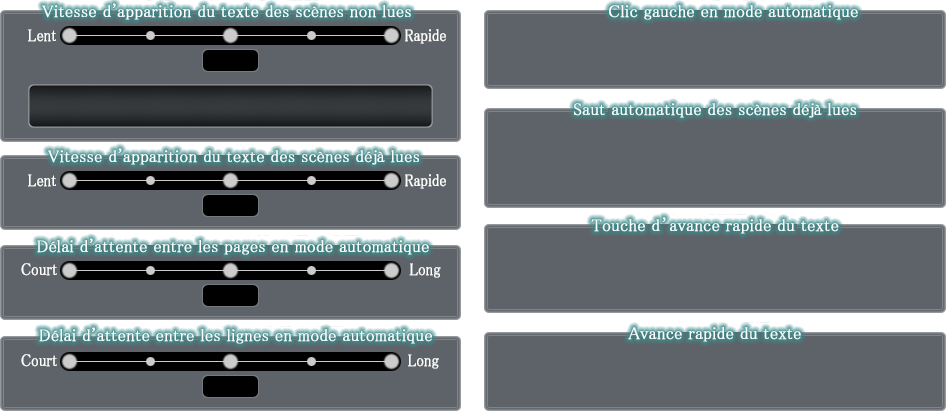 Vitesse d'apparition du texte des scènes non lues
Lent Rapide
Vitesse d'apparition du texte des scènes déjà lues
Lent Rapide
Délai d'attente entre les pages en mode automatique
Court Long
Délai d'attente entre les lignes en mode automatique
Court Long
Clic gauche en mode automatique
Saut automatique des scènes déjà lues
Touche d'avance rapide du texte
Avance rapide du texte